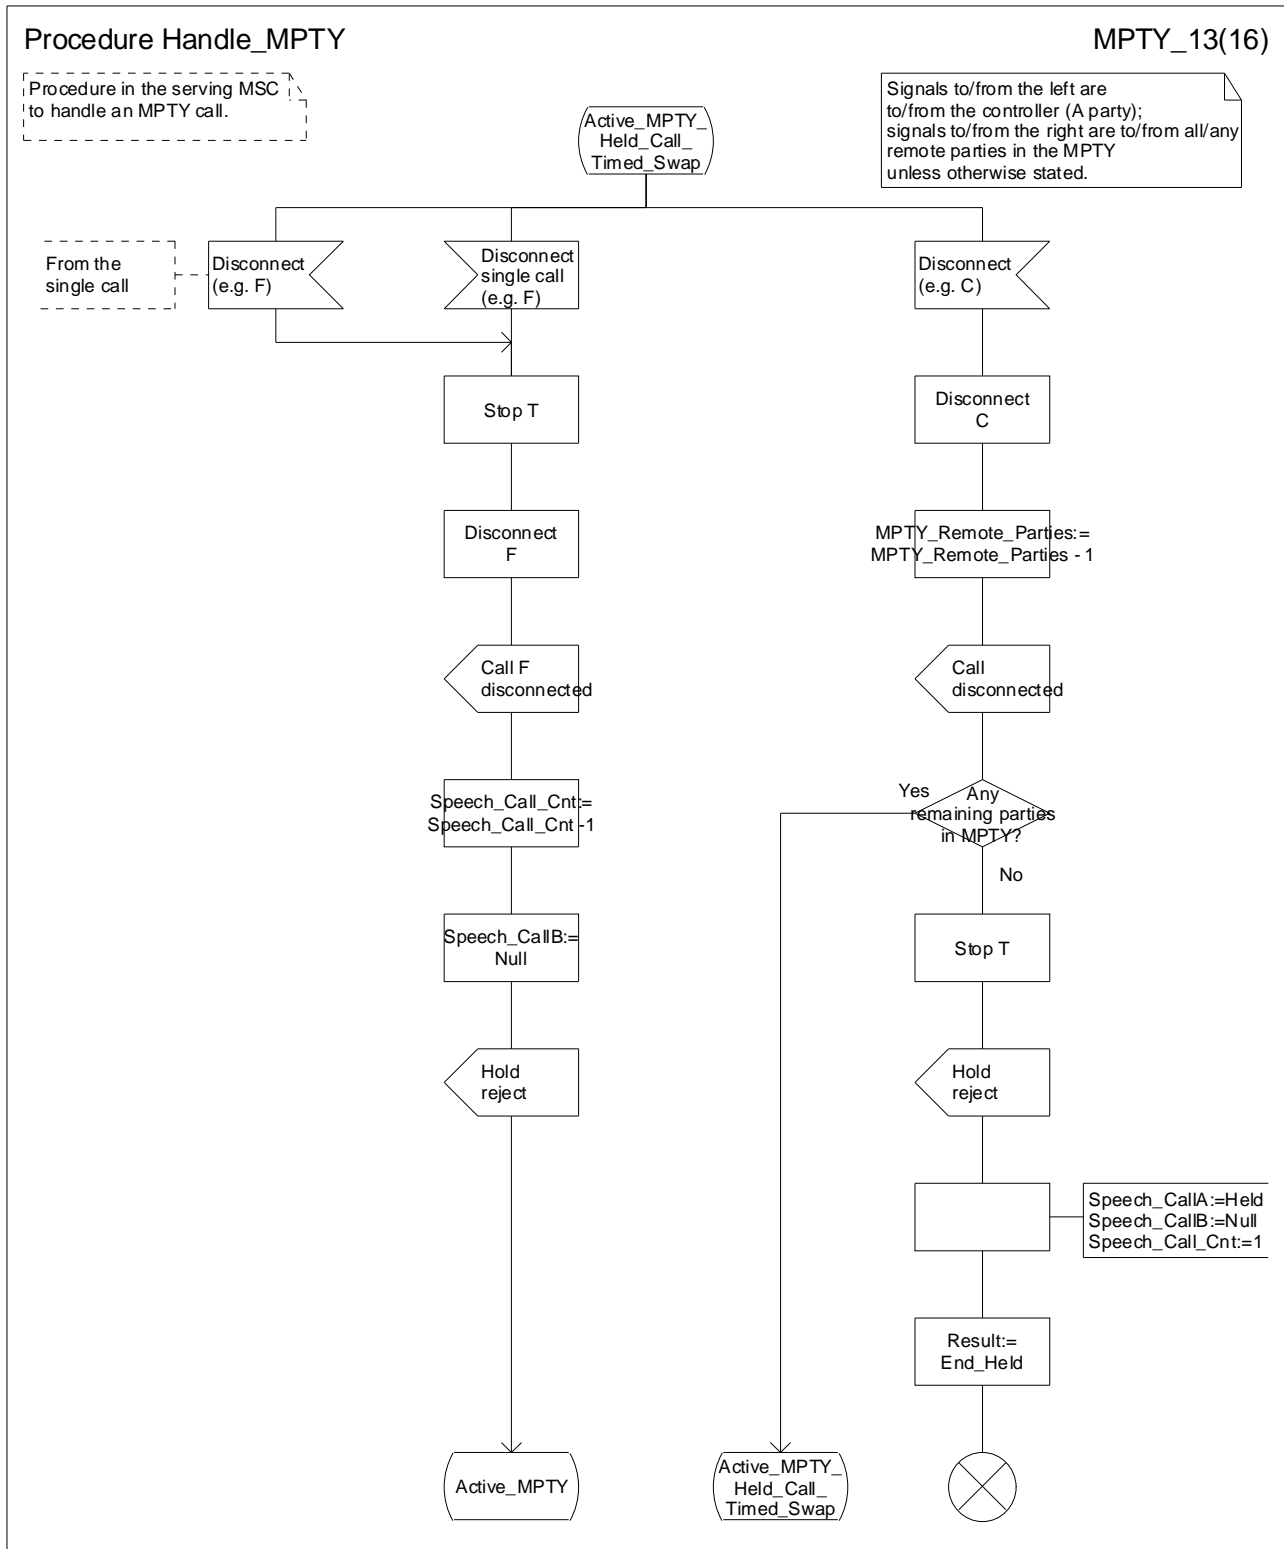 Procedure Handle_MPTY
MPTY_13(16)
Procedure in the serving MSC
to handle an MPTY call.
Signals to/from the left are
to/from the controller (A party);
signals to/from the right are to/from all/any
remote parties in the MPTY
unless otherwise stated.
Active_MPTY_
Held_Call_
Timed_Swap
From the
single call
Disconnect
(e.g. F)
Disconnect
single call
(e.g. F)
Disconnect
(e.g. C)
Stop T
Disconnect
C
Disconnect
F
MPTY_Remote_Parties:=
MPTY_Remote_Parties - 1
Call F
disconnected
Call
disconnected
Speech_Call_Cnt:=
Speech_Call_Cnt -1
Yes
Any
remaining parties
in MPTY?
No
Speech_CallB:=
Null
Stop T
Hold
reject
Hold
reject
Speech_CallA:=Held
Speech_CallB:=Null
Speech_Call_Cnt:=1
Result:=
End_Held
Active_MPTY
Active_MPTY_
Held_Call_
Timed_Swap